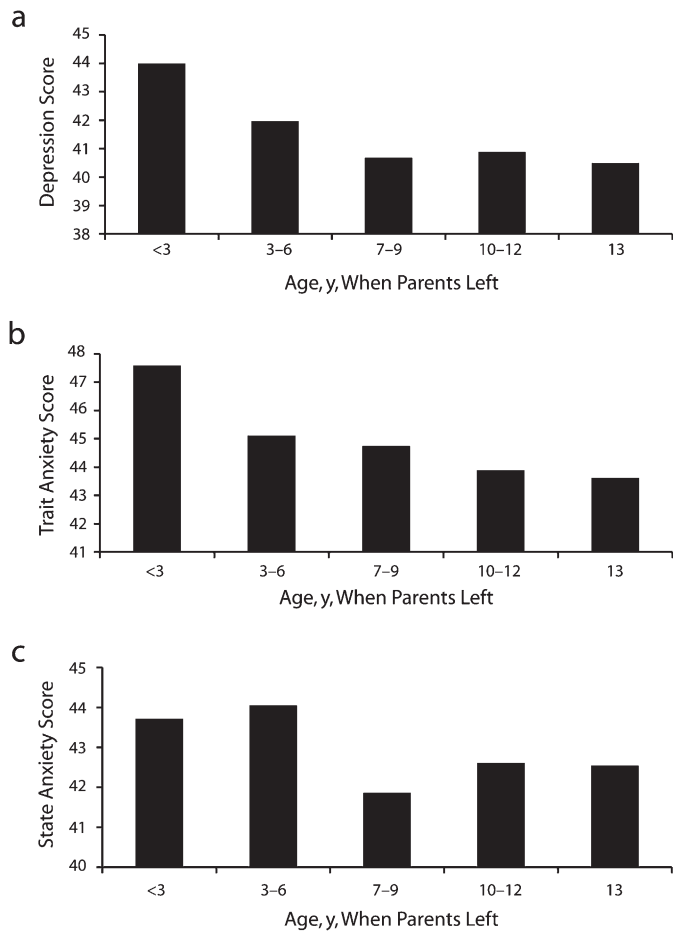 a
Depression Score
45
44
43
42
41
40
39
38
<3 3–6 7–9 10–12 13
Age, y, When Parents Left
b
Trait Anxiety Score
48
47
46
45
44
43
42
41
<3 3–6 7–9 10–12 13
Age, y, When Parents Left
c
State Anxiety Score
45
44
43
42
41
40
<3 3–6 7–9 10–12 13
Age, y, When Parents Left